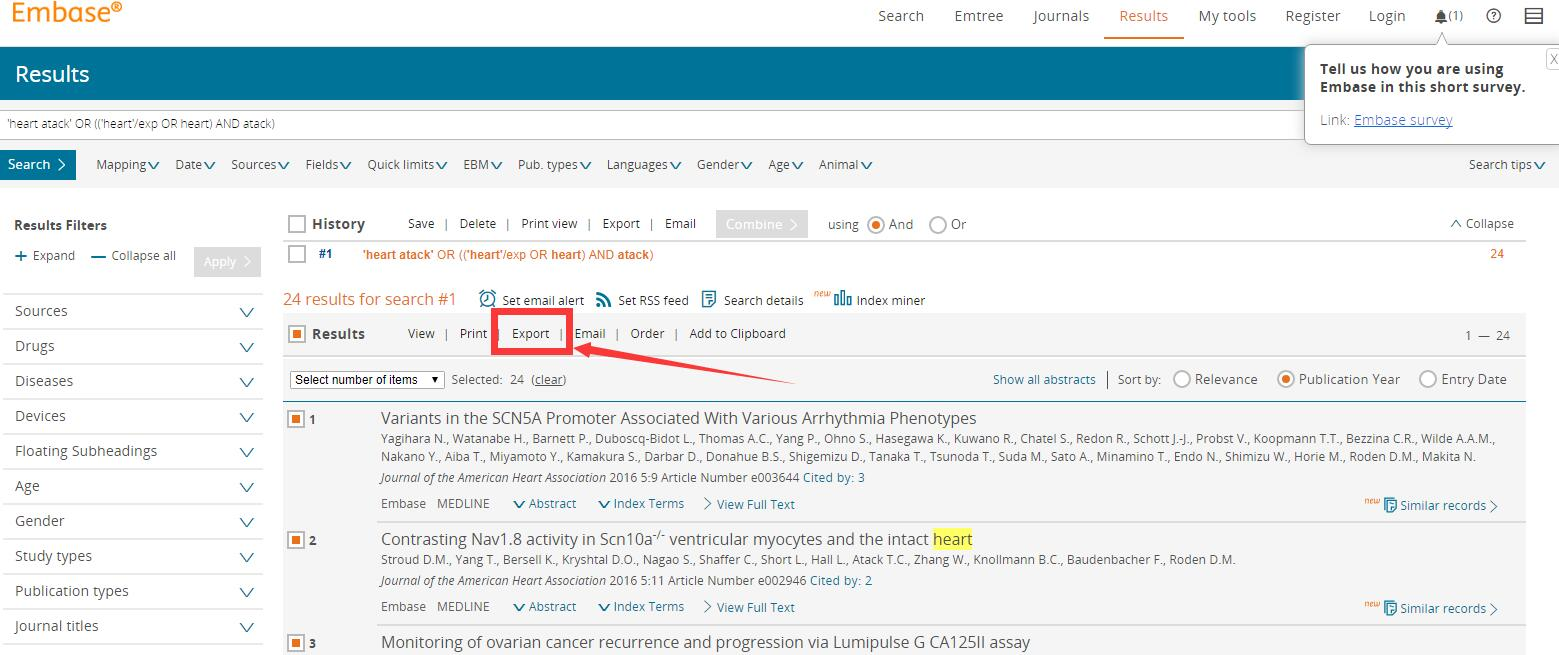 Embase®
Search Emtree Journals Results My tools Register Login (1) ?
Results
Tell us how you are using
Embase in this short survey.
Link: Embase survey
X
'heart atack' OR (('heart'/exp OR heart) AND atack)
Search > Mapping Date Sources Fields Quick limits EBM Pub. types Languages Gender Age Animal Search tips
Results Filters
+ Expand — Collapse all Apply >
Sources
Drugs
Diseases
Devices
Floating Subheadings
Age
Gender
Study types
Publication types
Journal titles
History Save | Delete | Print view | Export | Email Combine > using And Or Collapse
#1 'heart atack' OR (('heart'/exp OR heart) AND atack) 24
24 results for search #1 Set email alert Set RSS feed Search details new Index miner
Results View | Print | Export | Email | Order | Add to Clipboard 1 — 24
Select number of items Selected: 24 (clear) Show all abstracts | Sort by: Relevance Publication Year Entry Date
1 Variants in the SCN5A Promoter Associated With Various Arrhythmia Phenotypes
Yagihara N., Watanabe H., Barnett P., Duboscq-Bidot L., Thomas A.C., Yang P., Ohno S., Hasegawa K., Kuwano R., Chatel S., Redon R., Schott J.-J., Probst V., Koopmann T.T., Bezzina C.R., Wilde A.A.M.,
Nakano Y., Aiba T., Miyamoto Y., Kamakura S., Darbar D., Donahue B.S., Shigemizu D., Tanaka T., Tsunoda T., Suda M., Sato A., Minamino T., Endo N., Shimizu W., Horie M., Roden D.M., Makita N.
Journal of the American Heart Association 2016 5:9 Article Number e003644 Cited by: 3
Embase MEDLINE Abstract Index Terms > View Full Text new Similar records >
2 Contrasting Nav1.8 activity in Scn10a-/- ventricular myocytes and the intact heart
Stroud D.M., Yang T., Bersell K., Kryshtal D.O., Nagao S., Shaffer C., Short L., Hall L., Atack T.C., Zhang W., Knollmann B.C., Baudenbacher F., Roden D.M.
Journal of the American Heart Association 2016 5:11 Article Number e002946 Cited by: 2
Embase MEDLINE Abstract Index Terms > View Full Text new Similar records >
3 Monitoring of ovarian cancer recurrence and progression via Lumipulse G CA125II assay